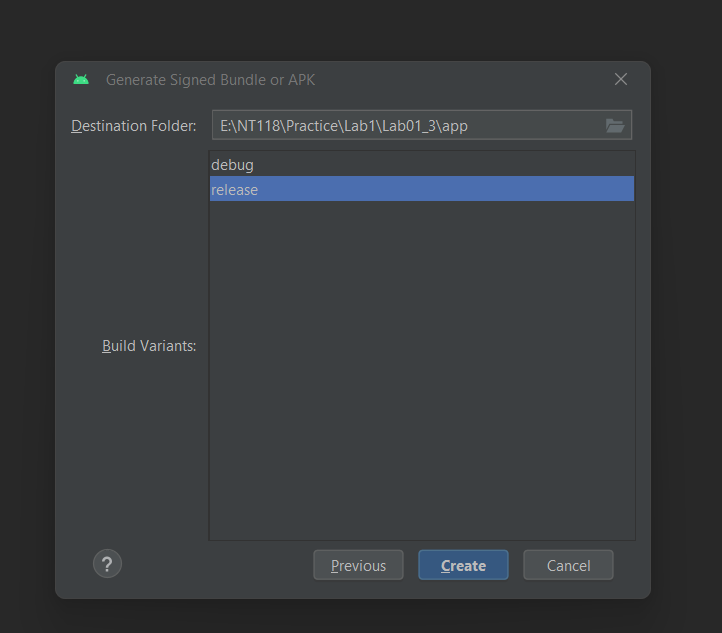 Generate Signed Bundle or APK
Destination Folder: E:\NT118\Practice\Lab1\Lab01_3\app
debug
release
Build Variants:
? Previous Create Cancel